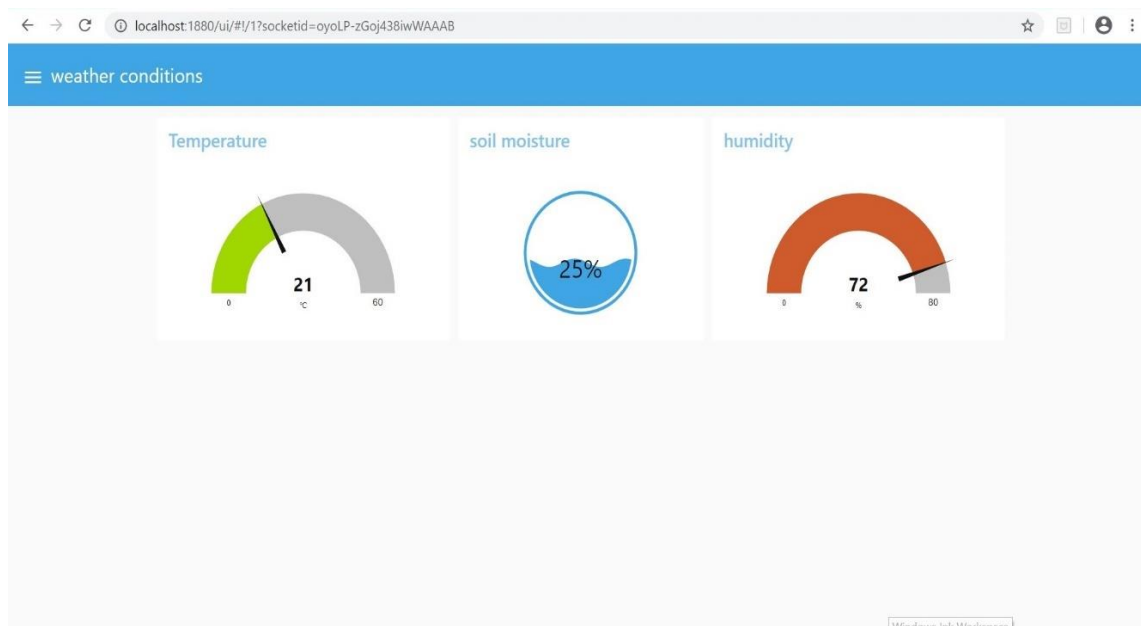 localhost:1880/ui/#!/1?socketid=oyoLP-zGoj438iwWAAAB
weather conditions
Temperature
21
°C
0
60
soil moisture
25%
humidity
72
%
0
80